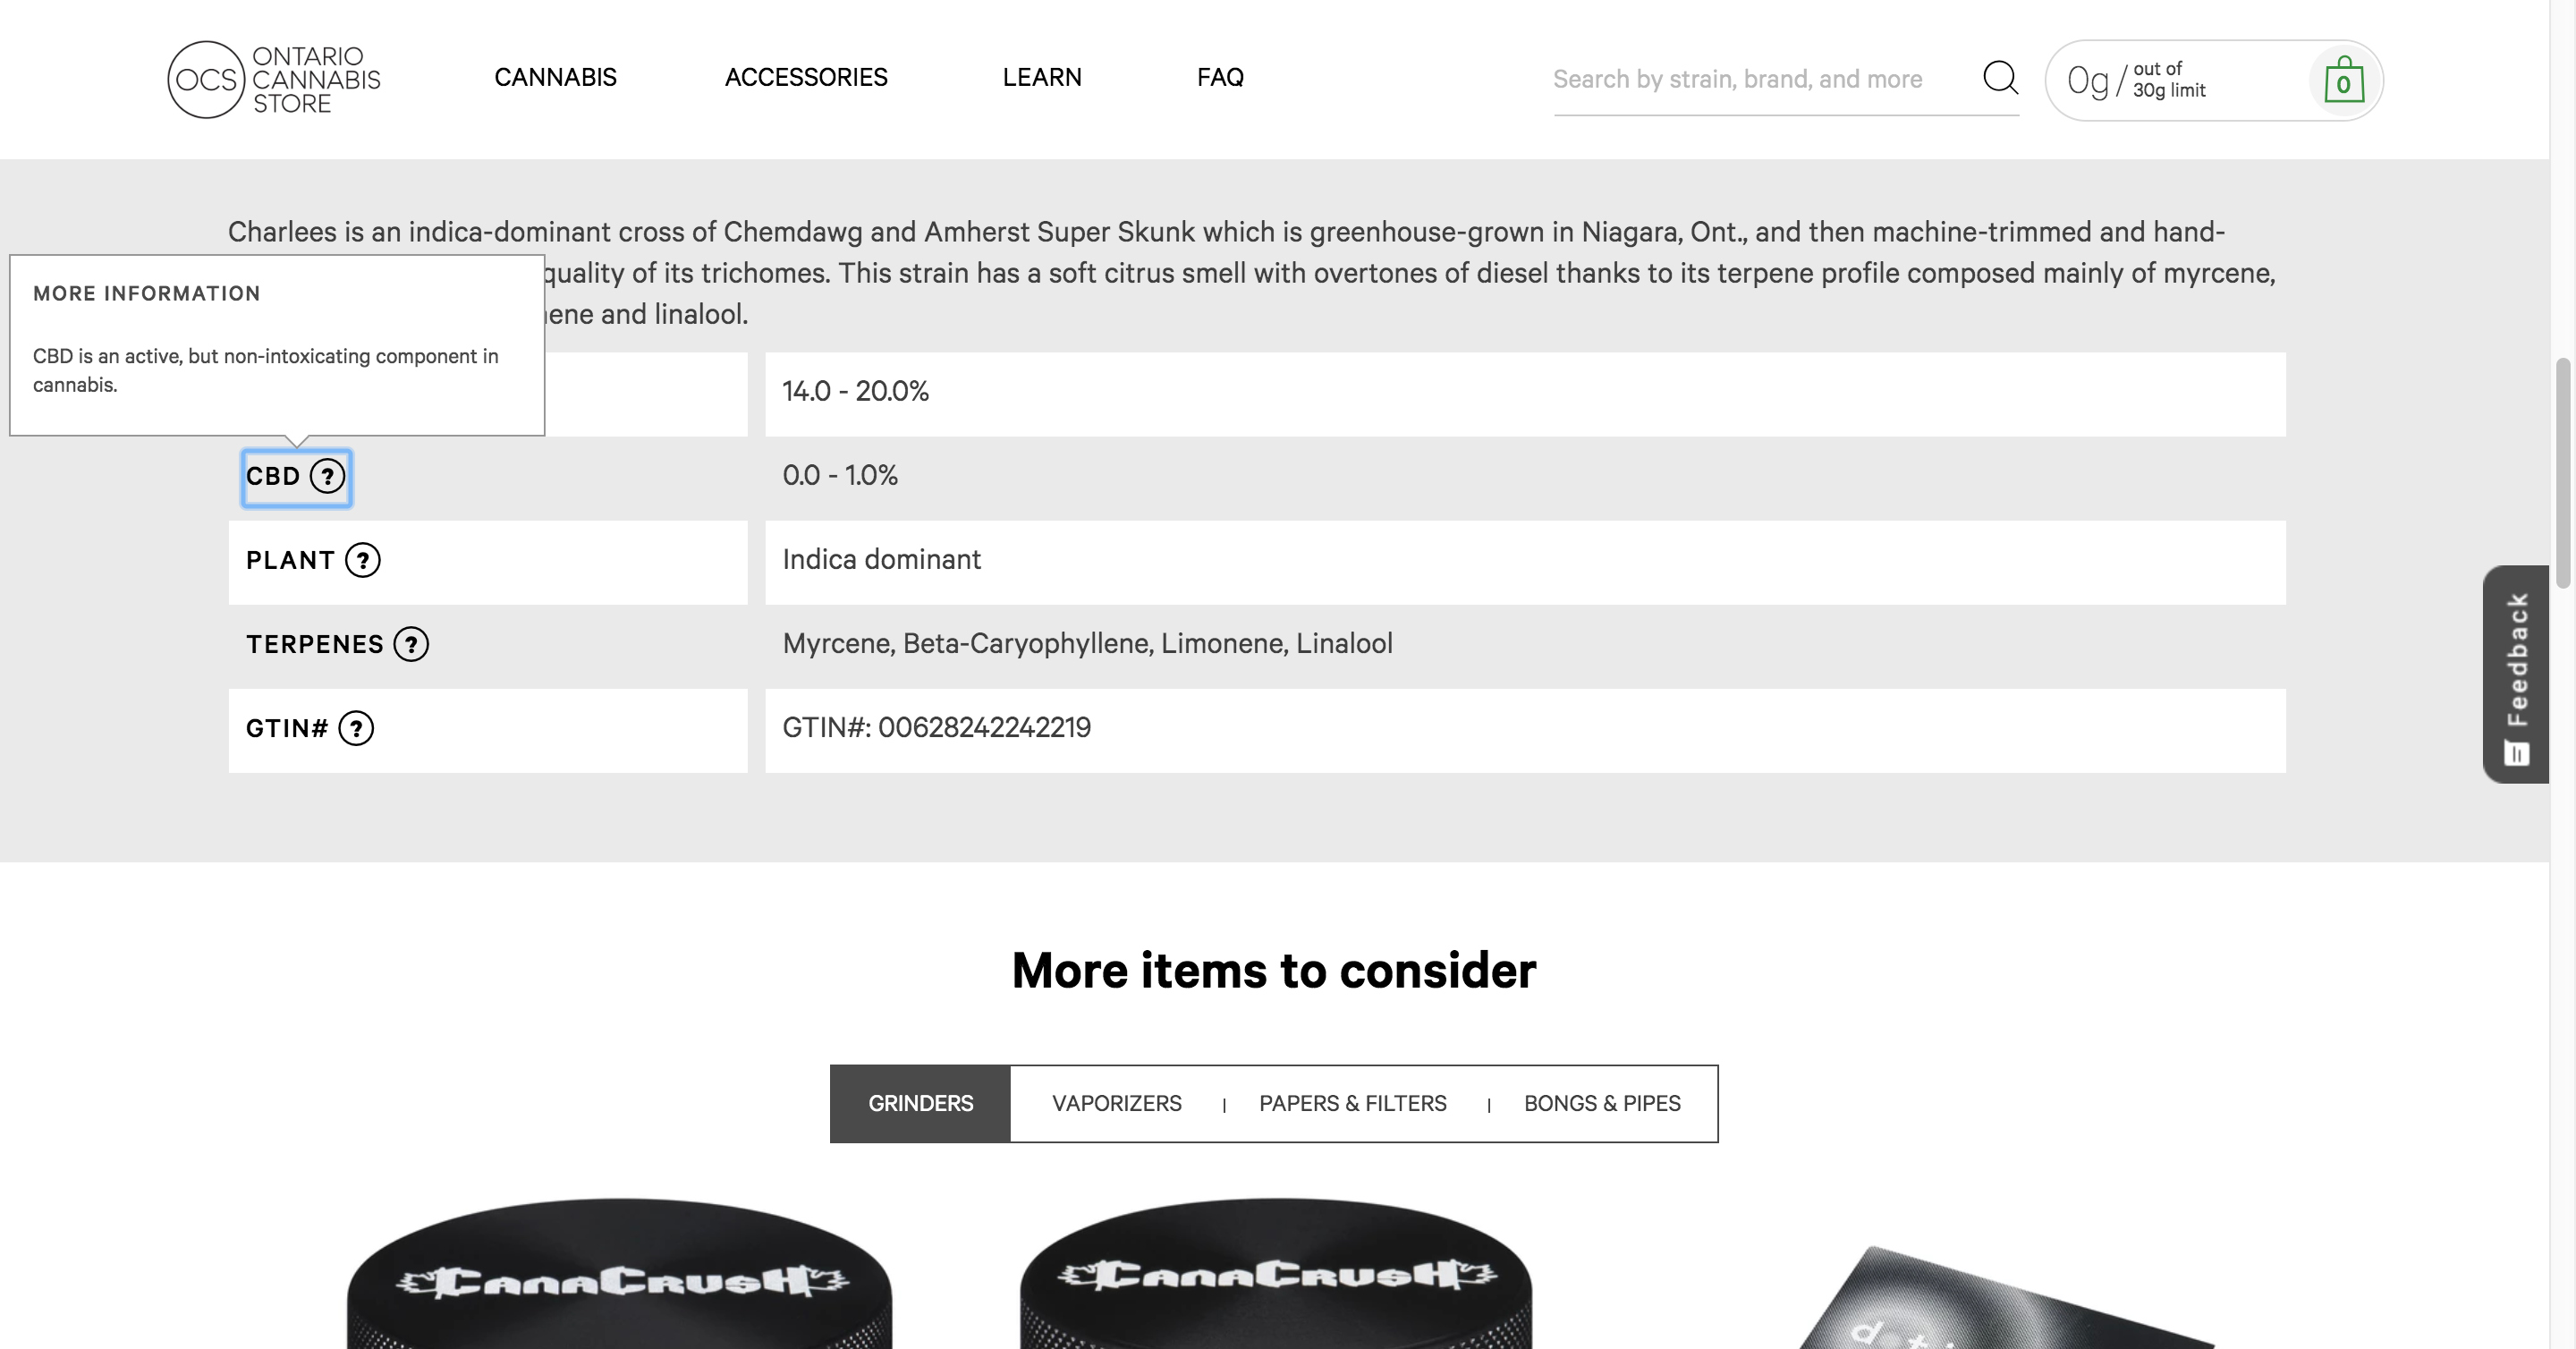 OCS
ONTARIO
CANNABIS
STORE
CANNABIS
ACCESSORIES
LEARN
FAQ
Search by strain, brand, and more
0g/
out of
30g limit
0
Charlees is an indica-dominant cross of Chemdawg and Amherst Super Skunk which is greenhouse-grown in Niagara, Ont., and then machine-trimmed and hand-
quality of its trichomes. This strain has a soft citrus smell with overtones of diesel thanks to its terpene profile composed mainly of myrcene,
ene and linalool.
MORE INFORMATION
CBD is an active, but non-intoxicating component in
cannabis.
14.0 - 20.0%
CBD ?
0.0 - 1.0%
PLANT ?
Indica dominant
TERPENES ?
Myrcene, Beta-Caryophyllene, Limonene, Linalool
GTIN# ?
GTIN#: 00628242242219
Feedback
More items to consider
GRINDERS
VAPORIZERS
PAPERS & FILTERS
BONGS & PIPES
CANACRUSH
CANACRUSH